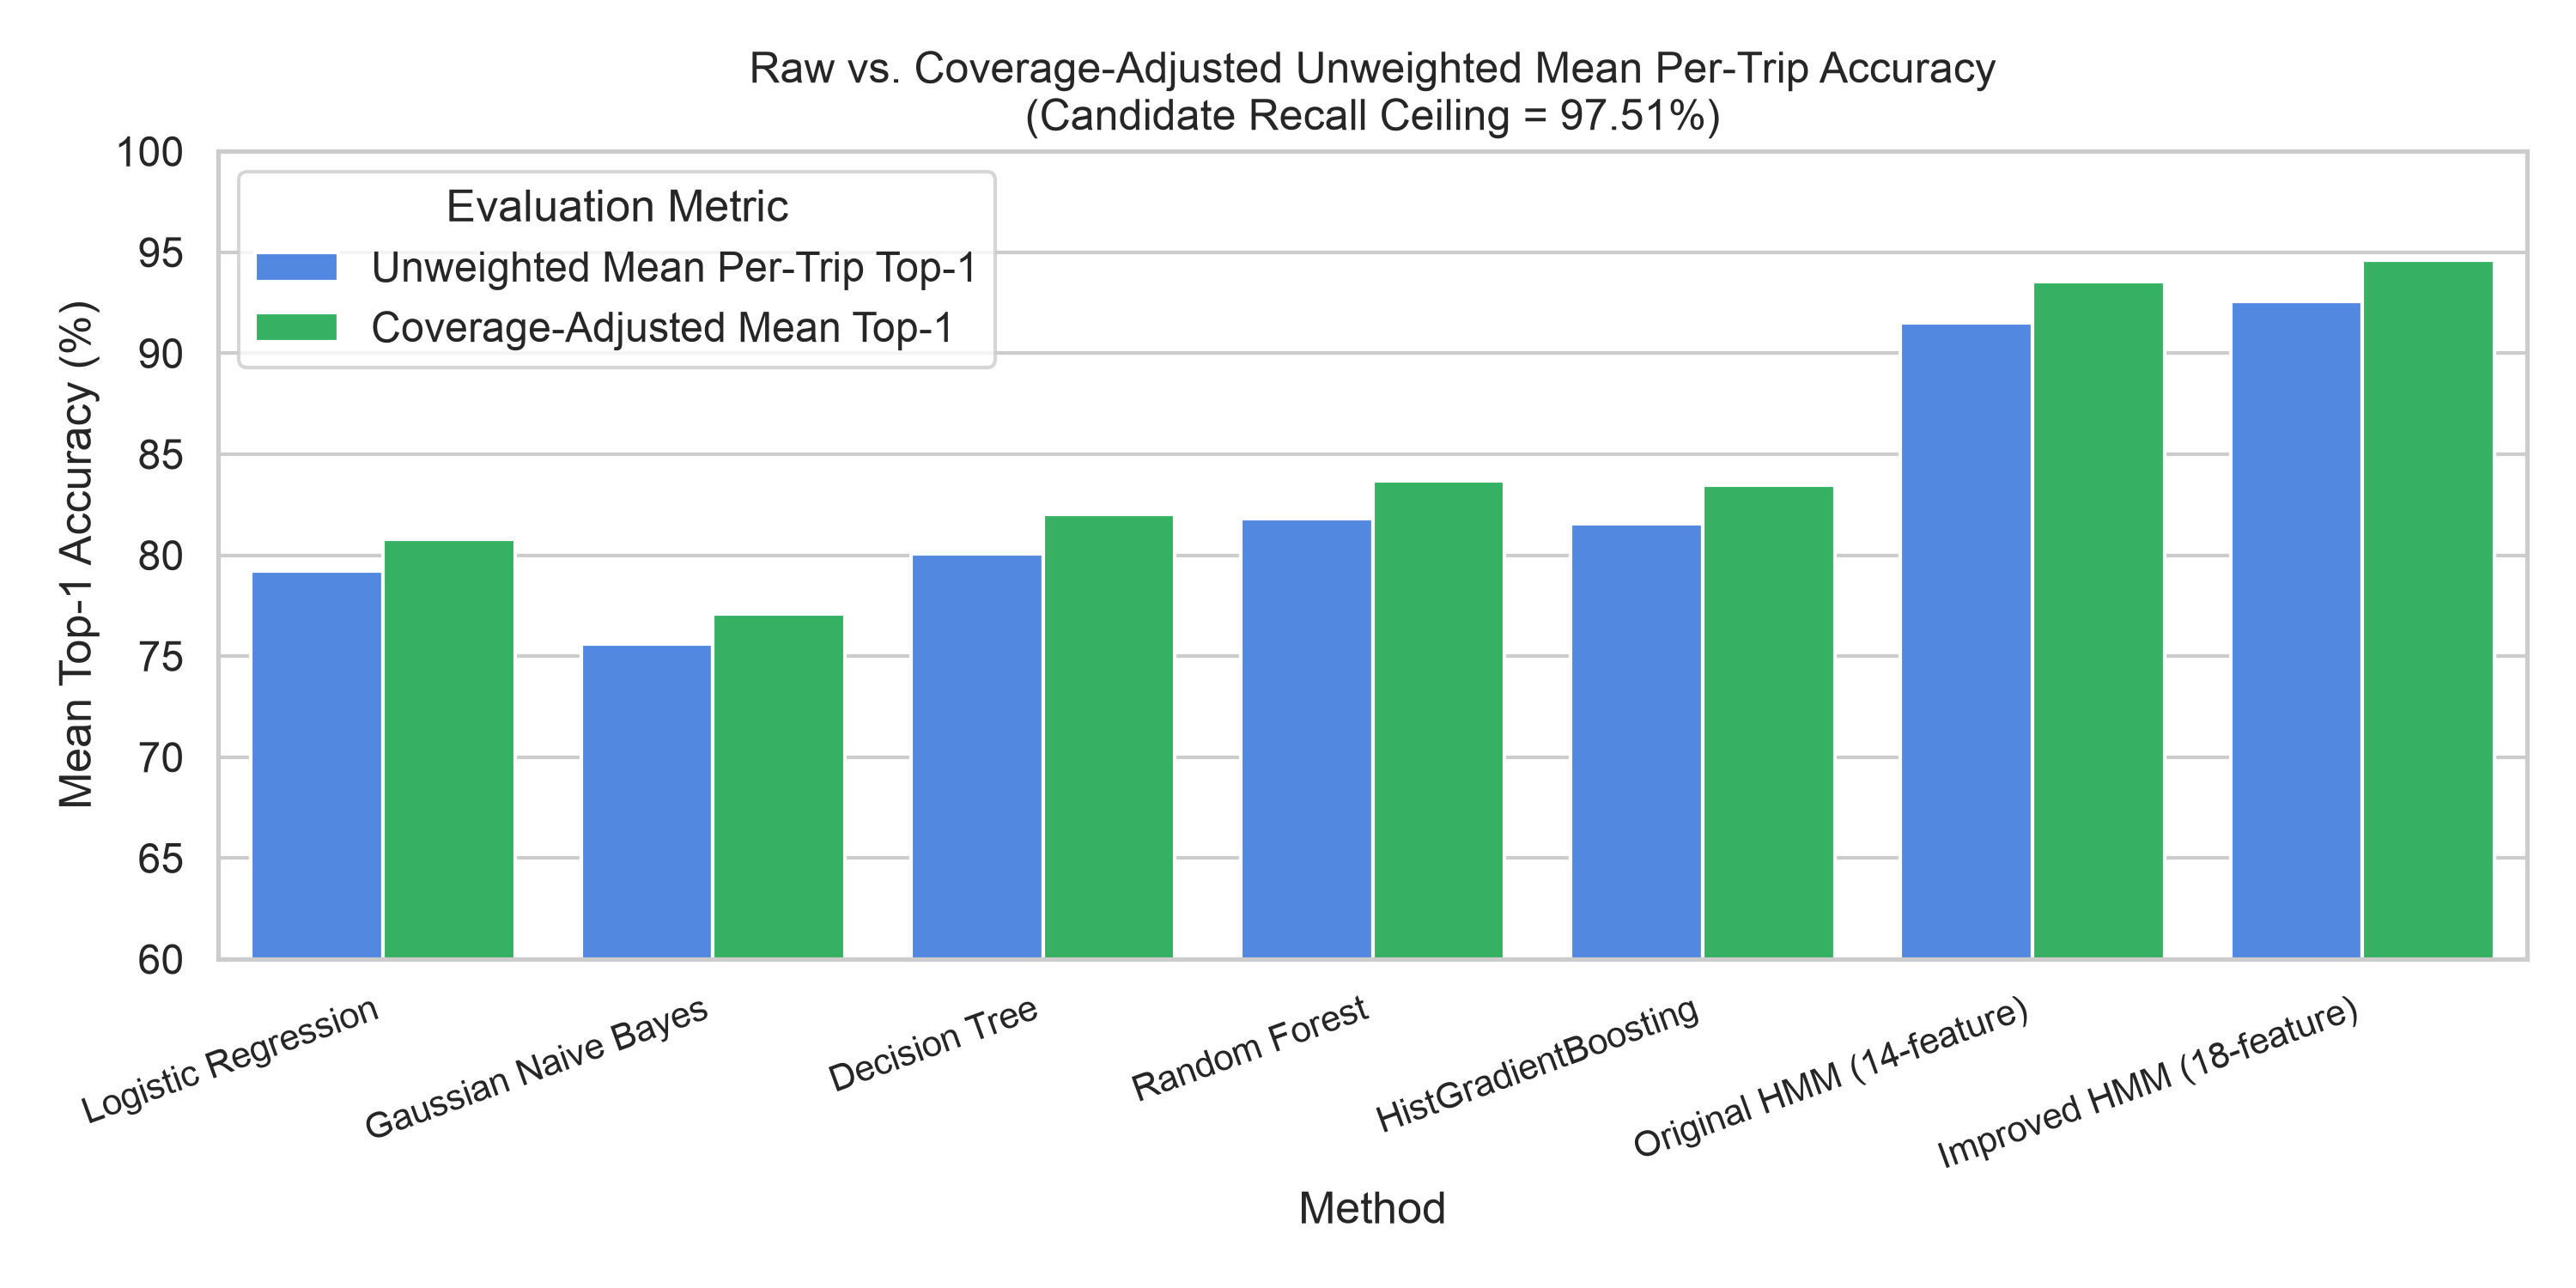 Raw vs. Coverage-Adjusted Unweighted Mean Per-Trip Accuracy
(Candidate Recall Ceiling = 97.51%)
Evaluation Metric
Unweighted Mean Per-Trip Top-1
Coverage-Adjusted Mean Top-1
Mean Top-1 Accuracy (%)
100
95
90
85
80
75
70
65
60
Logistic Regression
Gaussian Naive Bayes
Decision Tree
Random Forest
HistGradientBoosting
Original HMM (14-feature)
Improved HMM (18-feature)
Method